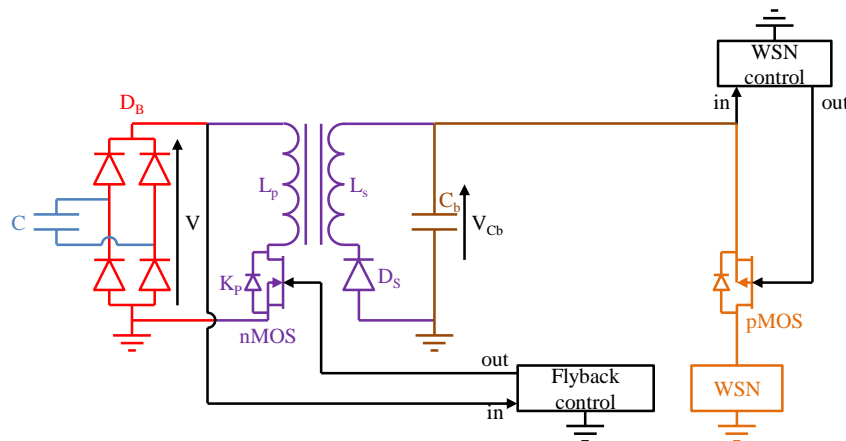 WSN
control
in
out
D_B
L_p
L_s
C_b
C
V
V_Cb
K_P
D_S
nMOS
pMOS
out
Flyback
control
in
WSN